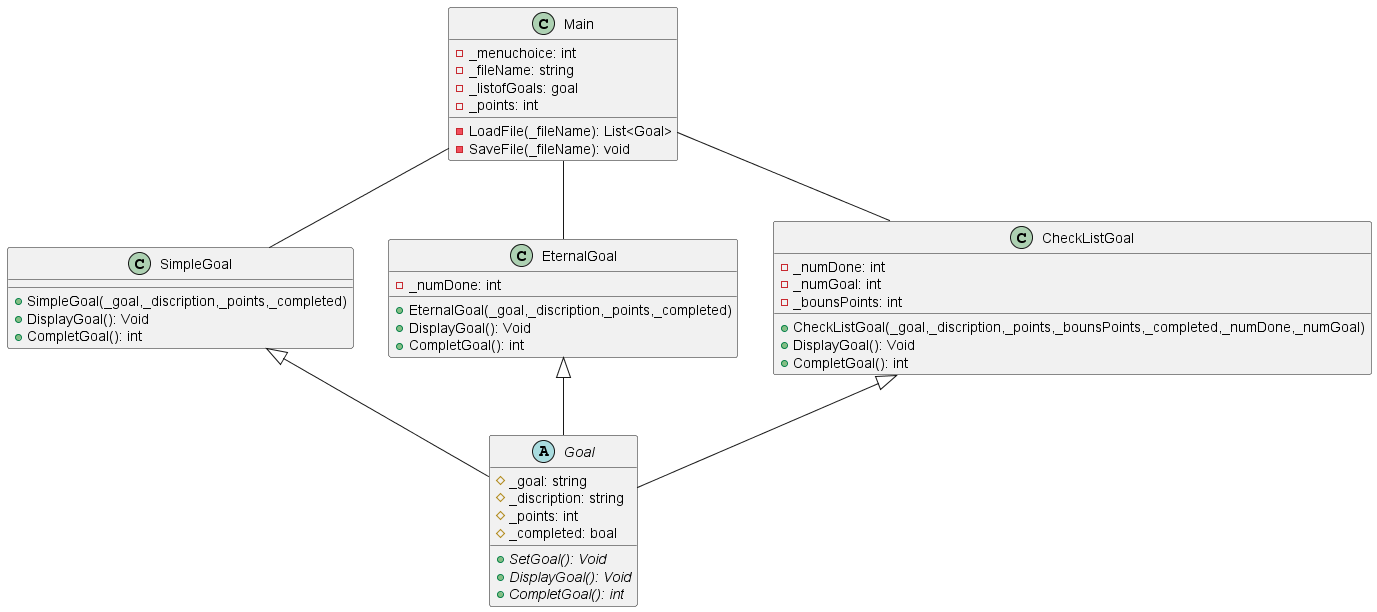 C Main
_menuchoice: int
_fileName: string
_listofGoals: goal
_points: int
LoadFile(_fileName): List<Goal>
SaveFile(_fileName): void
C SimpleGoal
SimpleGoal(_goal,_discription,_points,_completed)
DisplayGoal(): Void
CompletGoal(): int
C EternalGoal
_numDone: int
EternalGoal(_goal,_discription,_points,_completed)
DisplayGoal(): Void
CompletGoal(): int
C CheckListGoal
_numDone: int
_numGoal: int
_bounsPoints: int
CheckListGoal(_goal,_discription,_points,_bounsPoints,_completed,_numDone,_numGoal)
DisplayGoal(): Void
CompletGoal(): int
A Goal
_goal: string
_discription: string
_points: int
_completed: boal
SetGoal(): Void
DisplayGoal(): Void
CompletGoal(): int